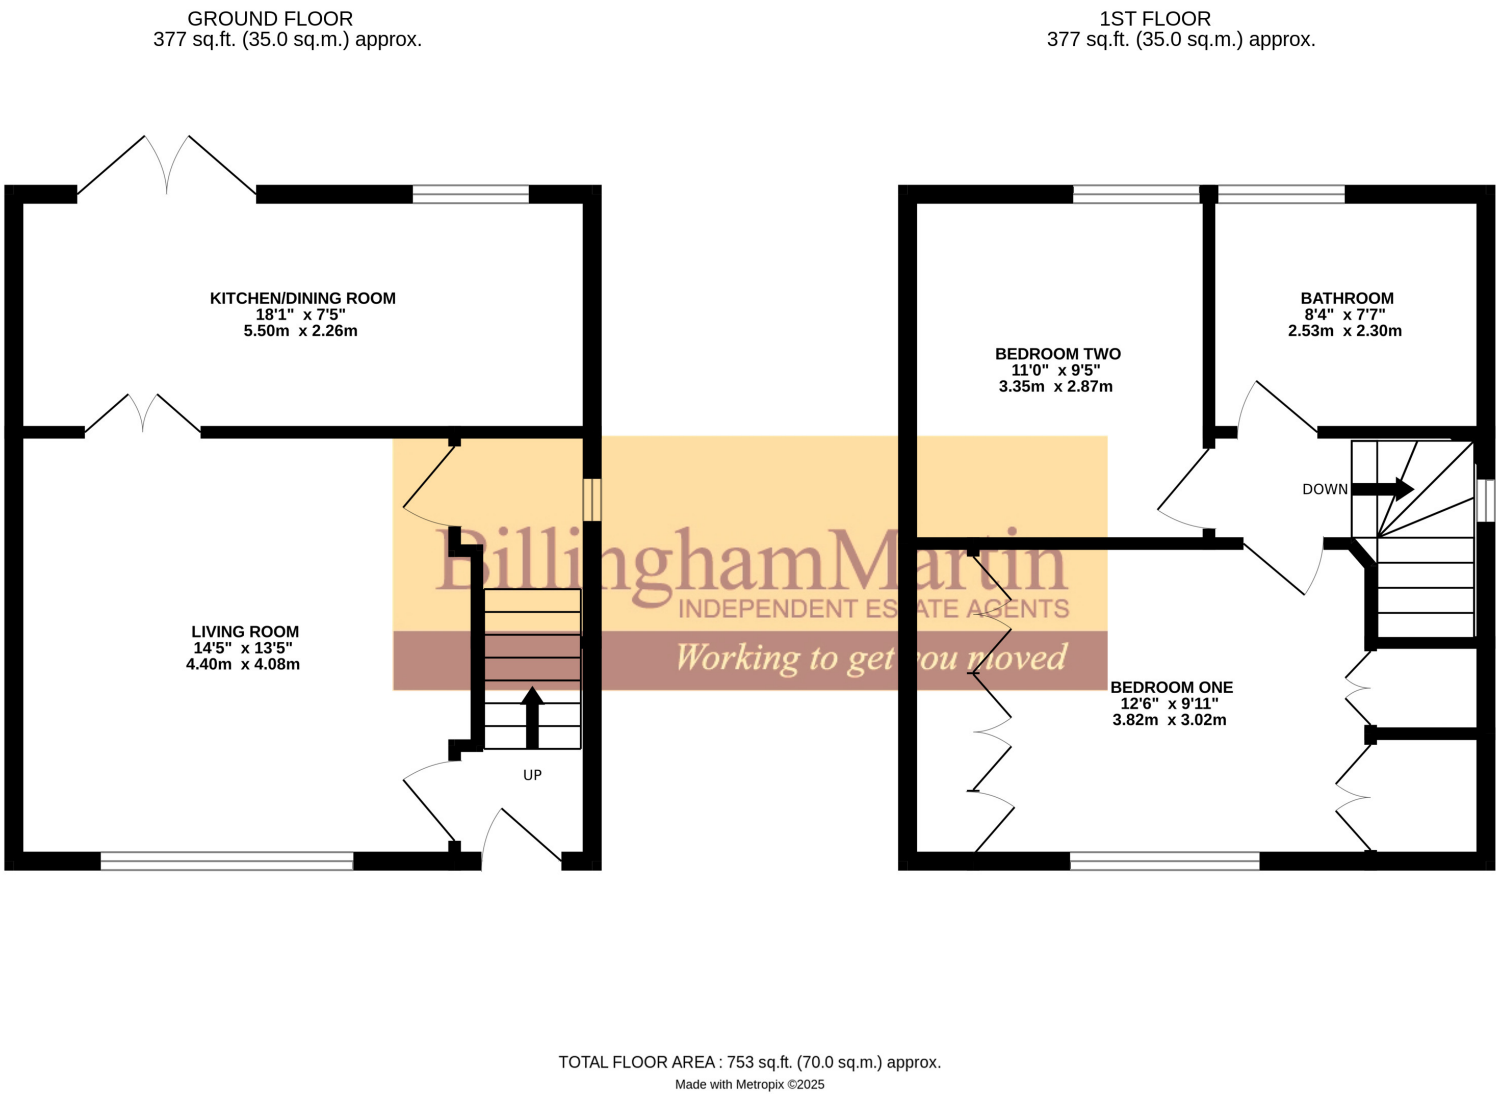 GROUND FLOOR
377 sq.ft. (35.0 sq.m.) approx.
1ST FLOOR
377 sq.ft. (35.0 sq.m.) approx.
KITCHEN/DINING ROOM
18'1" x 7'5"
5.50m x 2.26m
BATHROOM
8'4" x 7'7"
2.53m x 2.30m
BEDROOM TWO
11'0" x 9'5"
3.35m x 2.87m
DOWN
BillinghamMartin
INDEPENDENT ESTATE AGENTS
Working to get you moved
LIVING ROOM
14'5" x 13'5"
4.40m x 4.08m
BEDROOM ONE
12'6" x 9'11"
3.82m x 3.02m
UP
TOTAL FLOOR AREA : 753 sq.ft. (70.0 sq.m.) approx.
Made with Metropix ©2025